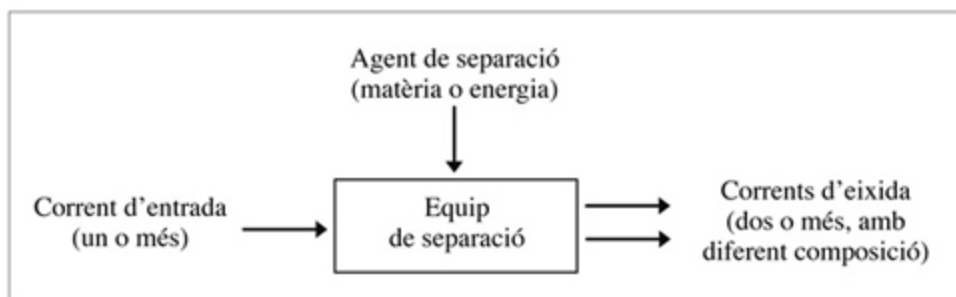 Agent de separació
(matèria o energia)
Corrent d'entrada
(un o més)
Equip
de separació
Corrents d'eixida
(dos o més, amb
diferent composició)